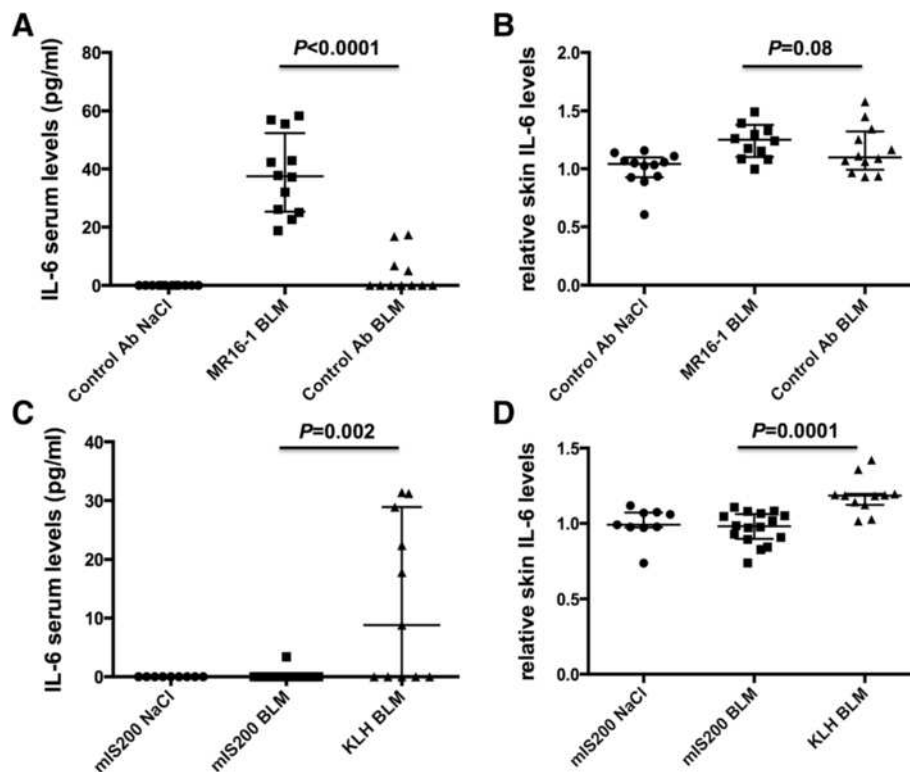 A
P<0.0001
IL-6 serum levels (pg/ml)
80
60
40
20
0
Control Ab NaCl
MR16-1 BLM
Control Ab BLM
B
P=0.08
relative skin IL-6 levels
2.0
1.5
1.0
0.5
0.0
Control Ab NaCl
MR16-1 BLM
Control Ab BLM
C
P=0.002
IL-6 serum levels (pg/ml)
40
30
20
10
0
mIS200 NaCl
mIS200 BLM
KLH BLM
D
P=0.0001
relative skin IL-6 levels
1.5
1.0
0.5
0.0
mIS200 NaCl
mIS200 BLM
KLH BLM